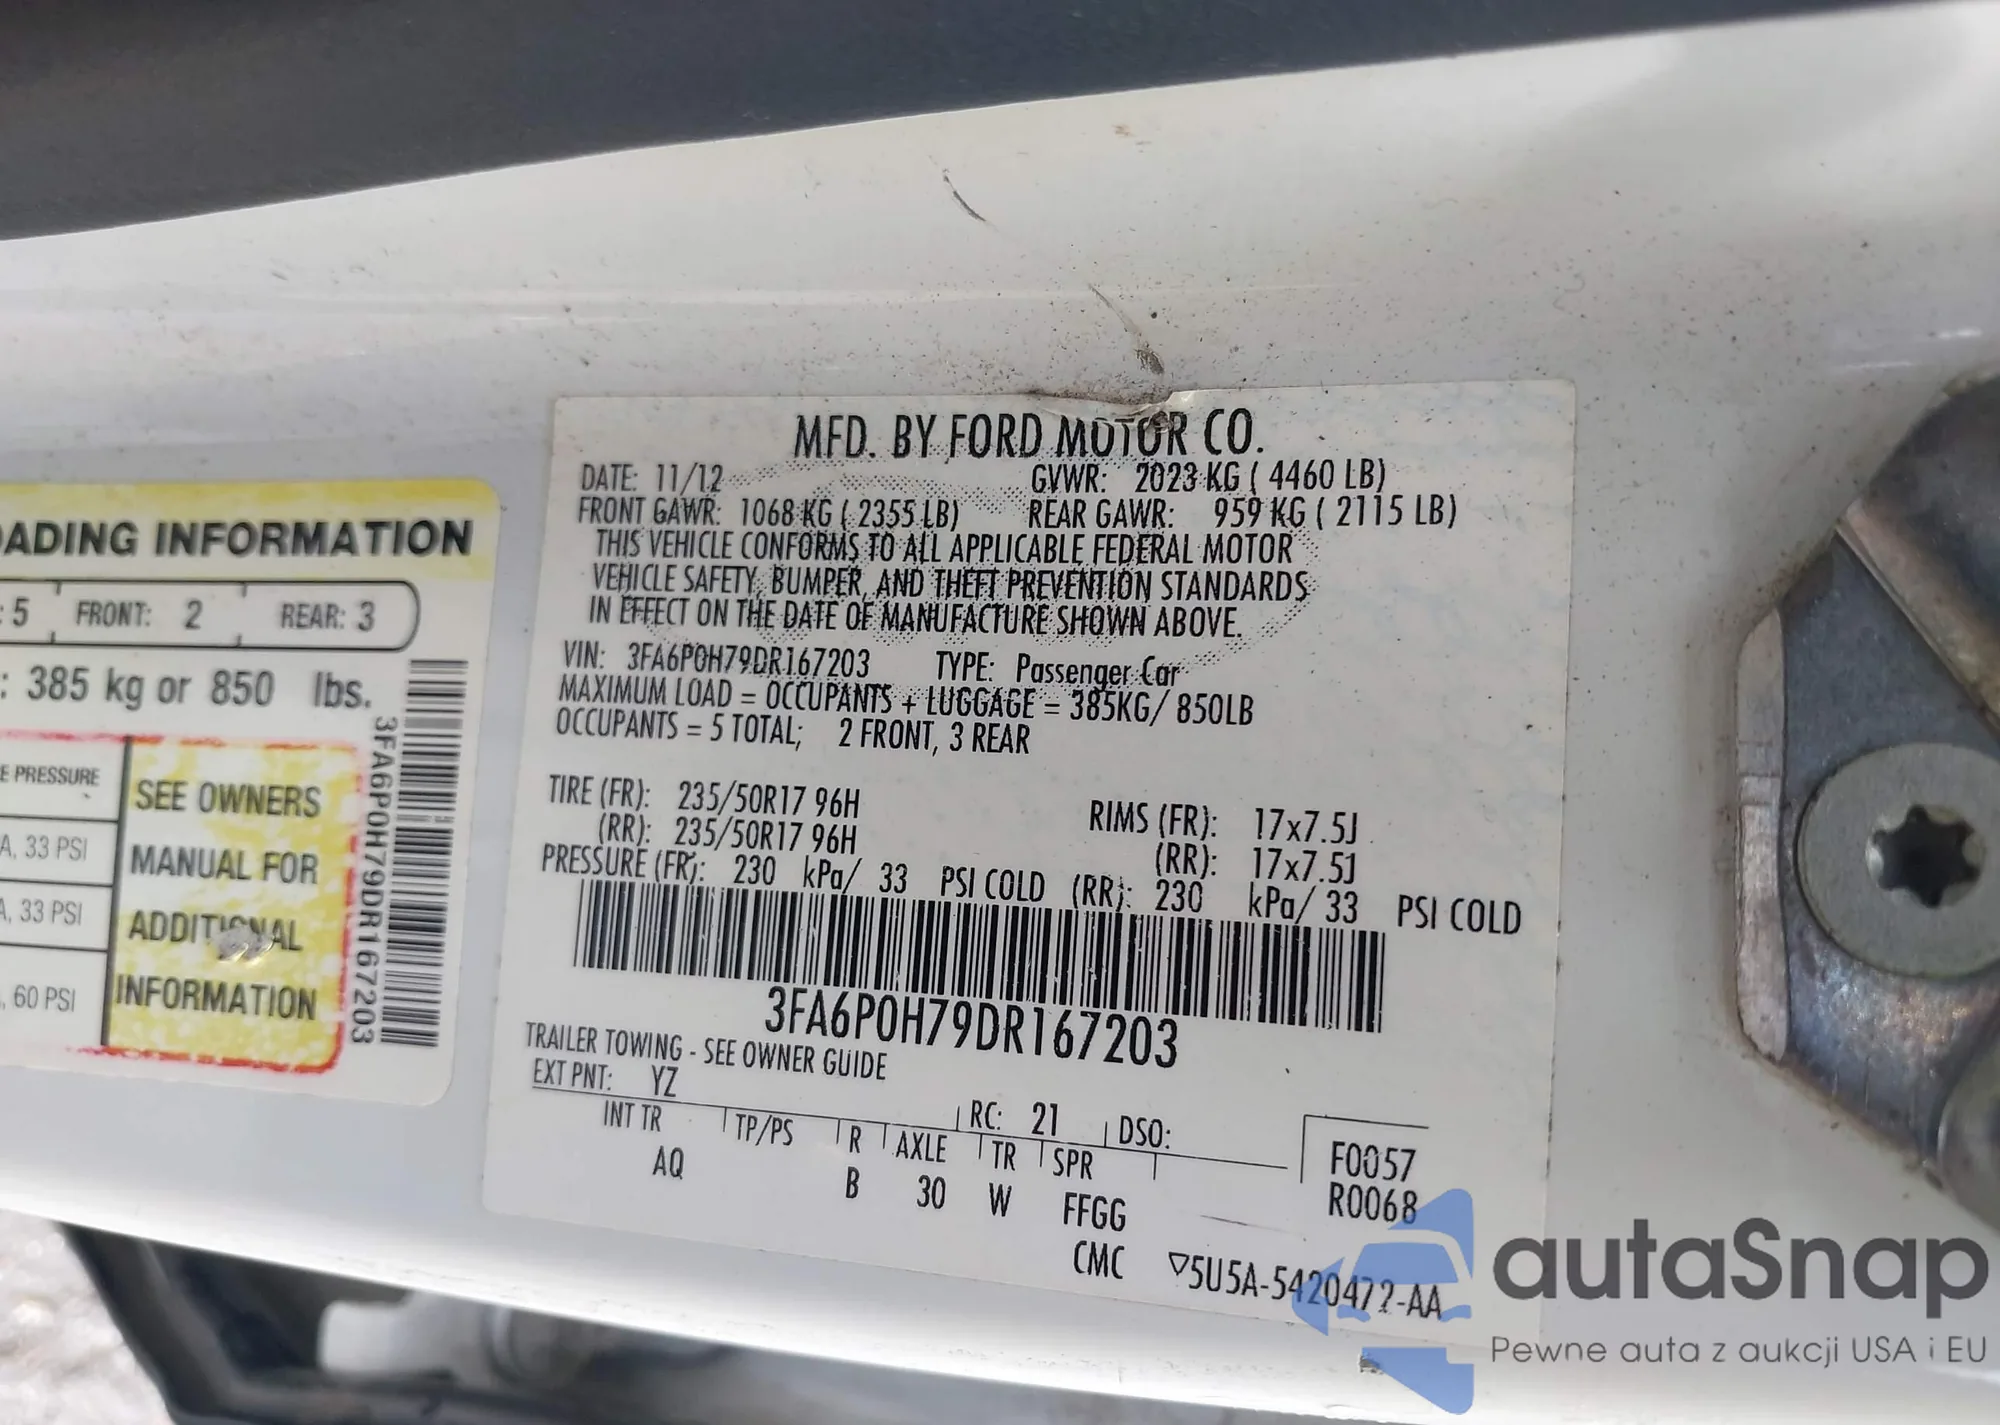 ADING INFORMATION
: 5 FRONT: 2 REAR: 3
: 385 kg or 850 lbs.
E PRESSURE
A, 33 PSI
A, 33 PSI
, 60 PSI
SEE OWNERS
MANUAL FOR
ADDITIONAL
INFORMATION
3FA6P0H79DR167203
MFD. BY FORD MOTOR CO.
DATE: 11/12 GVWR: 2023 KG ( 4460 LB)
FRONT GAWR: 1068 KG ( 2355 LB) REAR GAWR: 959 KG ( 2115 LB)
THIS VEHICLE CONFORMS TO ALL APPLICABLE FEDERAL MOTOR
VEHICLE SAFETY, BUMPER, AND THEFT PREVENTION STANDARDS
IN EFFECT ON THE DATE OF MANUFACTURE SHOWN ABOVE.
VIN: 3FA6P0H79DR167203 TYPE: Passenger Car
MAXIMUM LOAD = OCCUPANTS + LUGGAGE = 385KG/ 850LB
OCCUPANTS = 5 TOTAL; 2 FRONT, 3 REAR
TIRE (FR): 235/50R17 96H RIMS (FR): 17x7.5J
(RR): 235/50R17 96H (RR): 17x7.5J
PRESSURE (FR): 230 kPa/ 33 PSI COLD (RR): 230 kPa/ 33 PSI COLD
3FA6P0H79DR167203
TRAILER TOWING - SEE OWNER GUIDE
EXT PNT: YZ RC: 21 DSO:
INT TR TP/PS R AXLE TR SPR F0057
AQ B 30 W FFGG R0068
CMC ▽5U5A-5420472-AA
autoSnap
Pewne auta z aukcji USA i EU